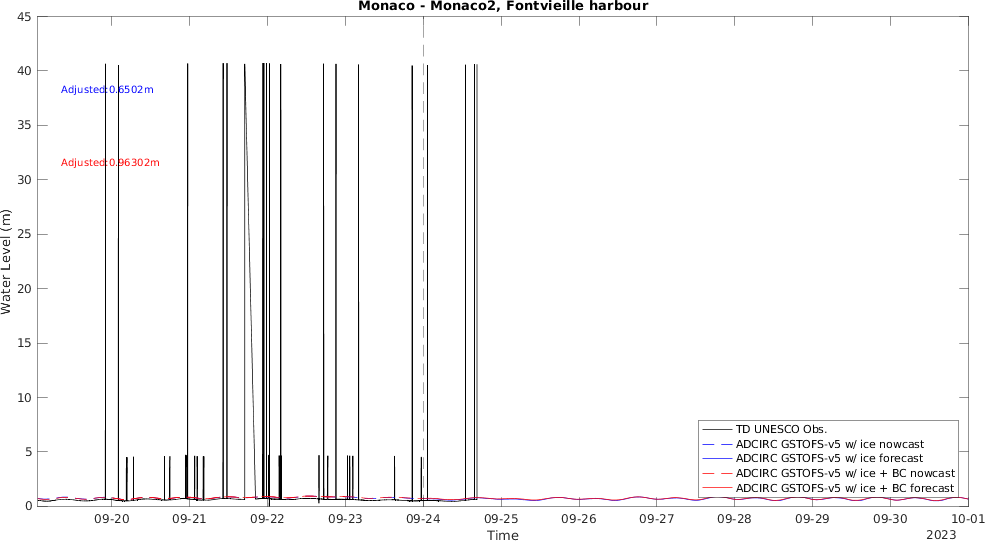 Monaco - Monaco2, Fontvieille harbour
45
40
35
30
25
20
15
10
5
0
Water Level (m)
Adjusted:0.6502m
Adjusted:0.96302m
TD UNESCO Obs.
ADCIRC GSTOFS-v5 w/ ice nowcast
ADCIRC GSTOFS-v5 w/ ice forecast
ADCIRC GSTOFS-v5 w/ ice + BC nowcast
ADCIRC GSTOFS-v5 w/ ice + BC forecast
09-20 09-21 09-22 09-23 09-24 09-25 09-26 09-27 09-28 09-29 09-30 10-01
Time
2023